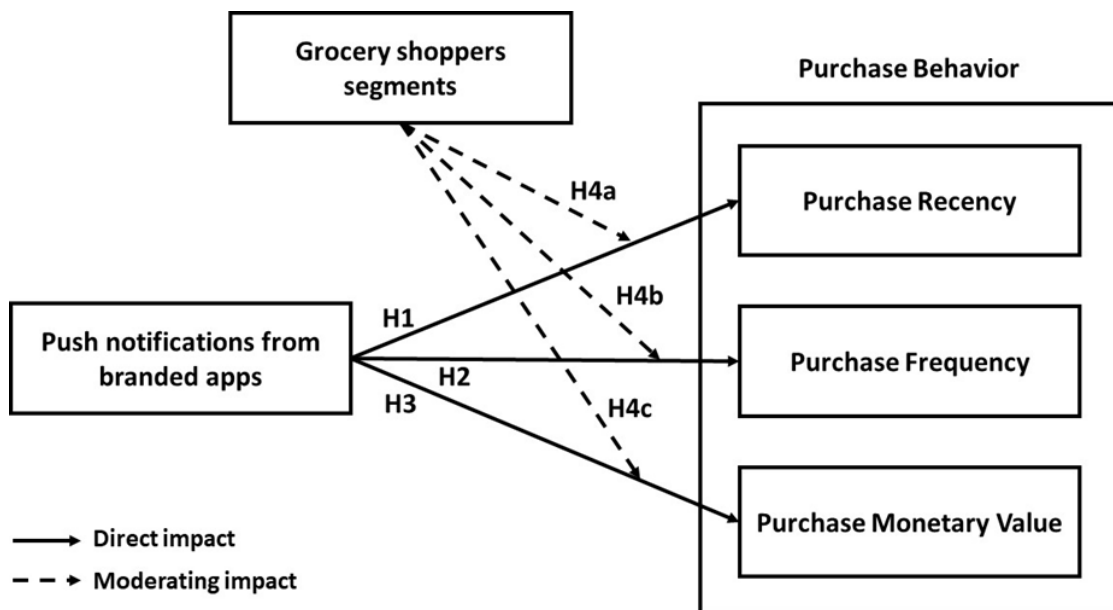 Grocery shoppers
segments
Purchase Behavior
H4a
Purchase Recency
H4b
H1
Push notifications from
branded apps
H2
Purchase Frequency
H3
H4c
Purchase Monetary Value
Direct impact
Moderating impact